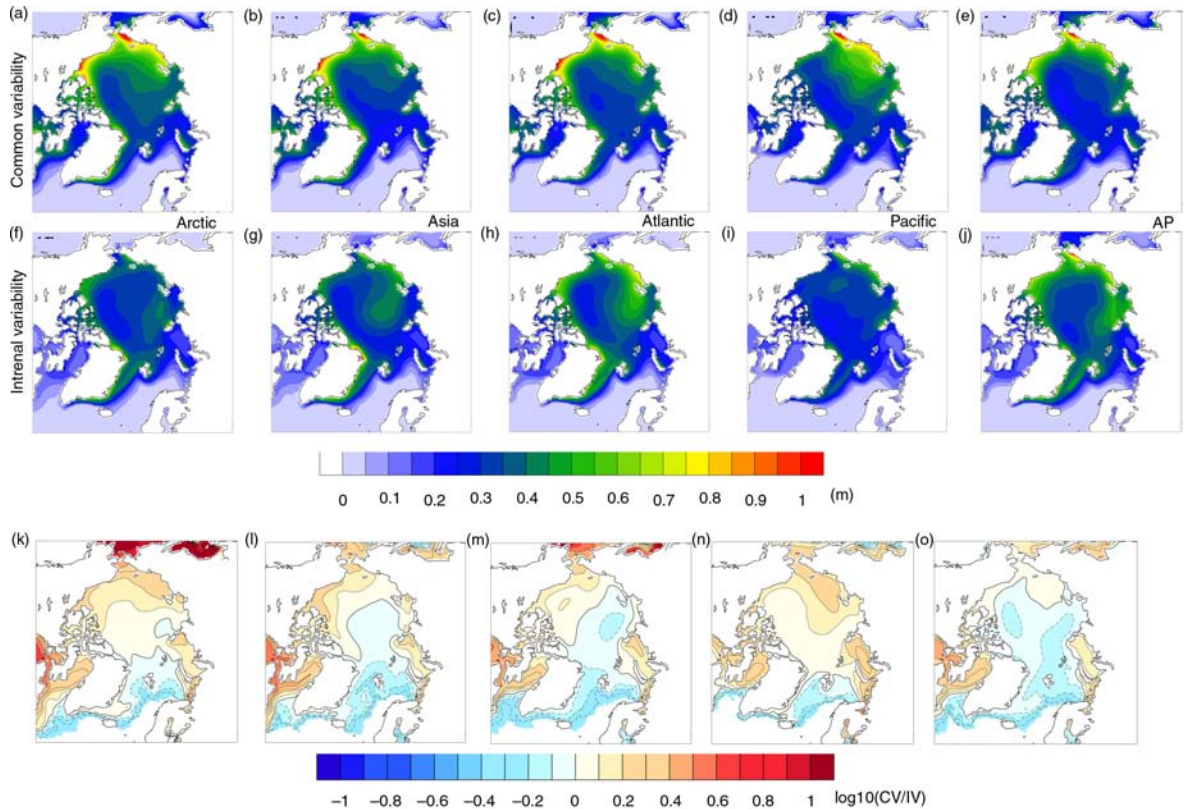 (a) (b) (c) (d) (e)
Common variability
Arctic Asia Atlantic Pacific AP
(f) (g) (h) (i) (j)
Intrenal variability
0 0.1 0.2 0.3 0.4 0.5 0.6 0.7 0.8 0.9 1 (m)
(k) (l) (m) (n) (o)
−1 −0.8 −0.6 −0.4 −0.2 0 0.2 0.4 0.6 0.8 1 log10(CV/IV)